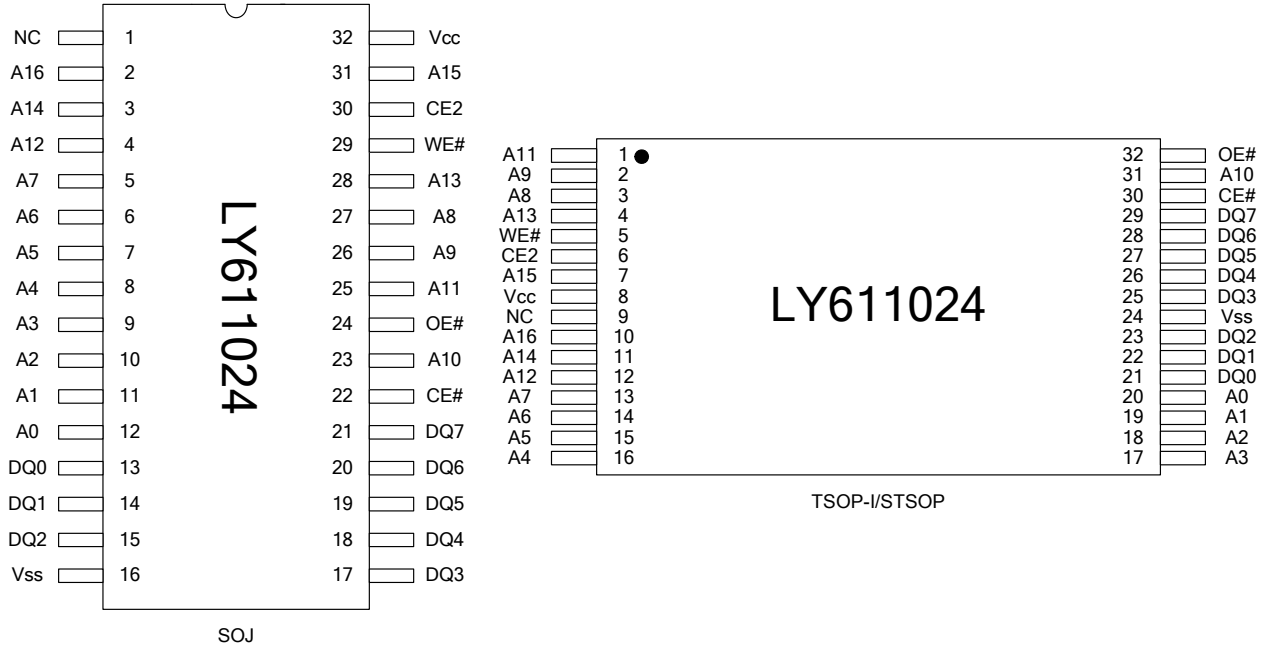 NC 1 32 Vcc
A16 2 31 A15
A14 3 30 CE2
A12 4 29 WE#
A7 5 28 A13
A6 6 27 A8
A5 7 26 A9
A4 8 25 A11
A3 9 24 OE#
A2 10 23 A10
A1 11 22 CE#
A0 12 21 DQ7
DQ0 13 20 DQ6
DQ1 14 19 DQ5
DQ2 15 18 DQ4
Vss 16 17 DQ3
LY611024
SOJ
A11 1 32 OE#
A9 2 31 A10
A8 3 30 CE#
A13 4 29 DQ7
WE# 5 28 DQ6
CE2 6 27 DQ5
A15 7 26 DQ4
Vcc 8 25 DQ3
NC 9 24 Vss
A16 10 23 DQ2
A14 11 22 DQ1
A12 12 21 DQ0
A7 13 20 A0
A6 14 19 A1
A5 15 18 A2
A4 16 17 A3
LY611024
TSOP-I/STSOP